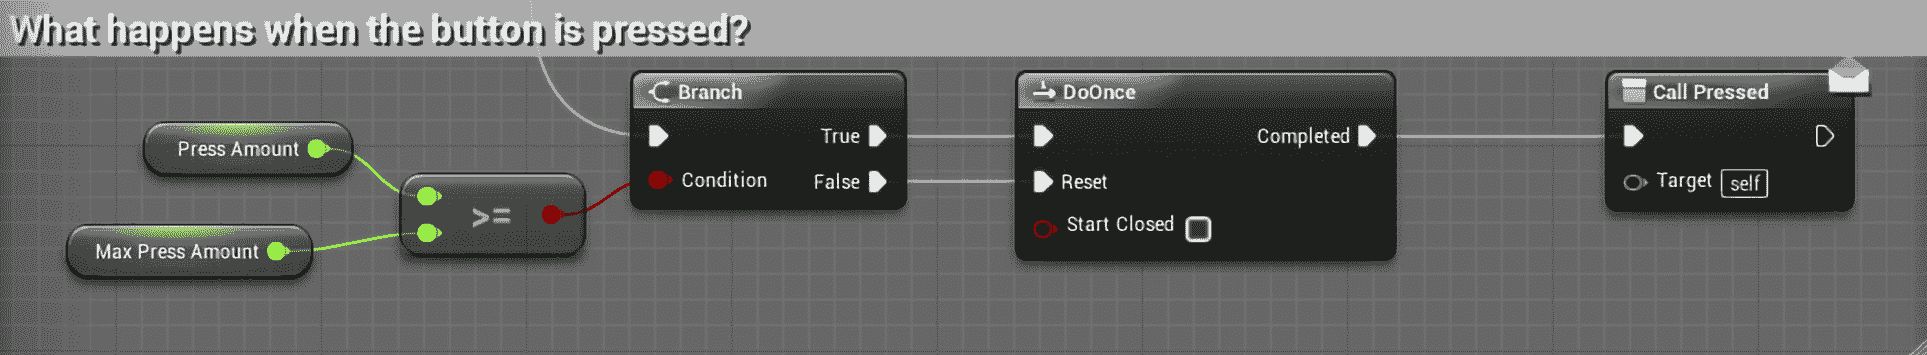 What happens when the button is pressed?
Press Amount
Max Press Amount
>=
Branch
True
Condition
False
DoOnce
Completed
Reset
Start Closed
Call Pressed
Target self